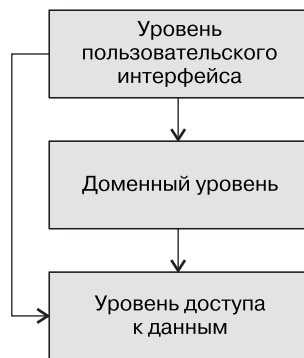 Уровень
пользовательского
интерфейса
Доменный уровень
Уровень доступа
к данным